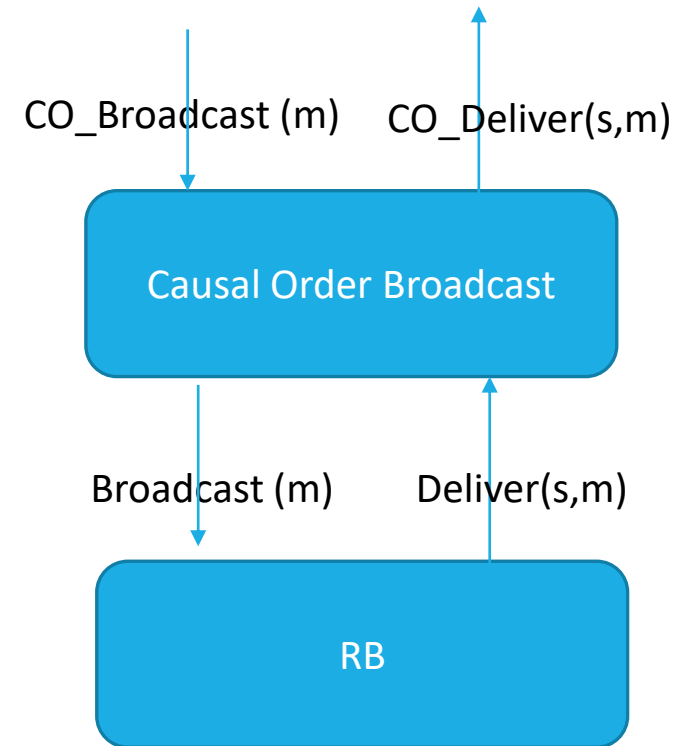 CO_Broadcast (m)
CO_Deliver(s,m)
Causal Order Broadcast
Broadcast (m)
Deliver(s,m)
RB